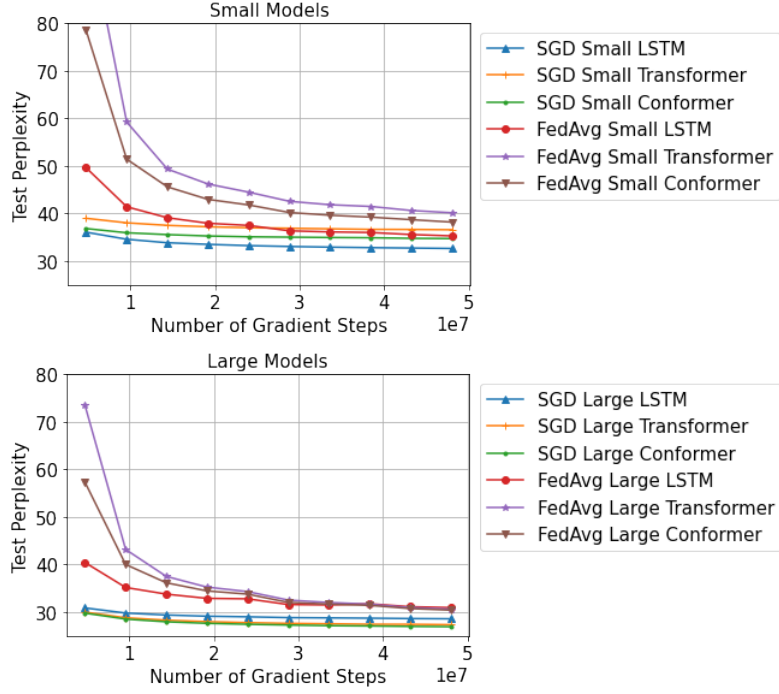 Small Models
80
70
60
50
40
30
Test Perplexity
1 2 3 4 5
1e7
Number of Gradient Steps
SGD Small LSTM
SGD Small Transformer
SGD Small Conformer
FedAvg Small LSTM
FedAvg Small Transformer
FedAvg Small Conformer
Large Models
80
70
60
50
40
30
Test Perplexity
1 2 3 4 5
1e7
Number of Gradient Steps
SGD Large LSTM
SGD Large Transformer
SGD Large Conformer
FedAvg Large LSTM
FedAvg Large Transformer
FedAvg Large Conformer